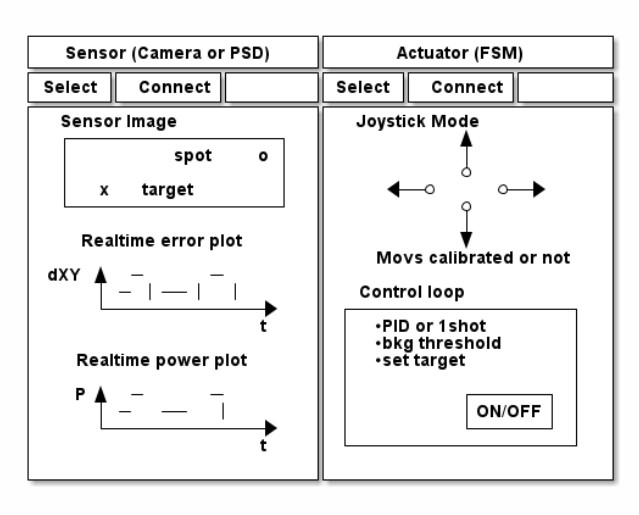 Sensor (Camera or PSD)
Actuator (FSM)
Select
Connect
Select
Connect
Sensor Image
spot o
x target
Realtime error plot
dXY
t
Realtime power plot
P
t
Joystick Mode
Movs calibrated or not
Control loop
•PID or 1shot
•bkg threshold
•set target
ON/OFF